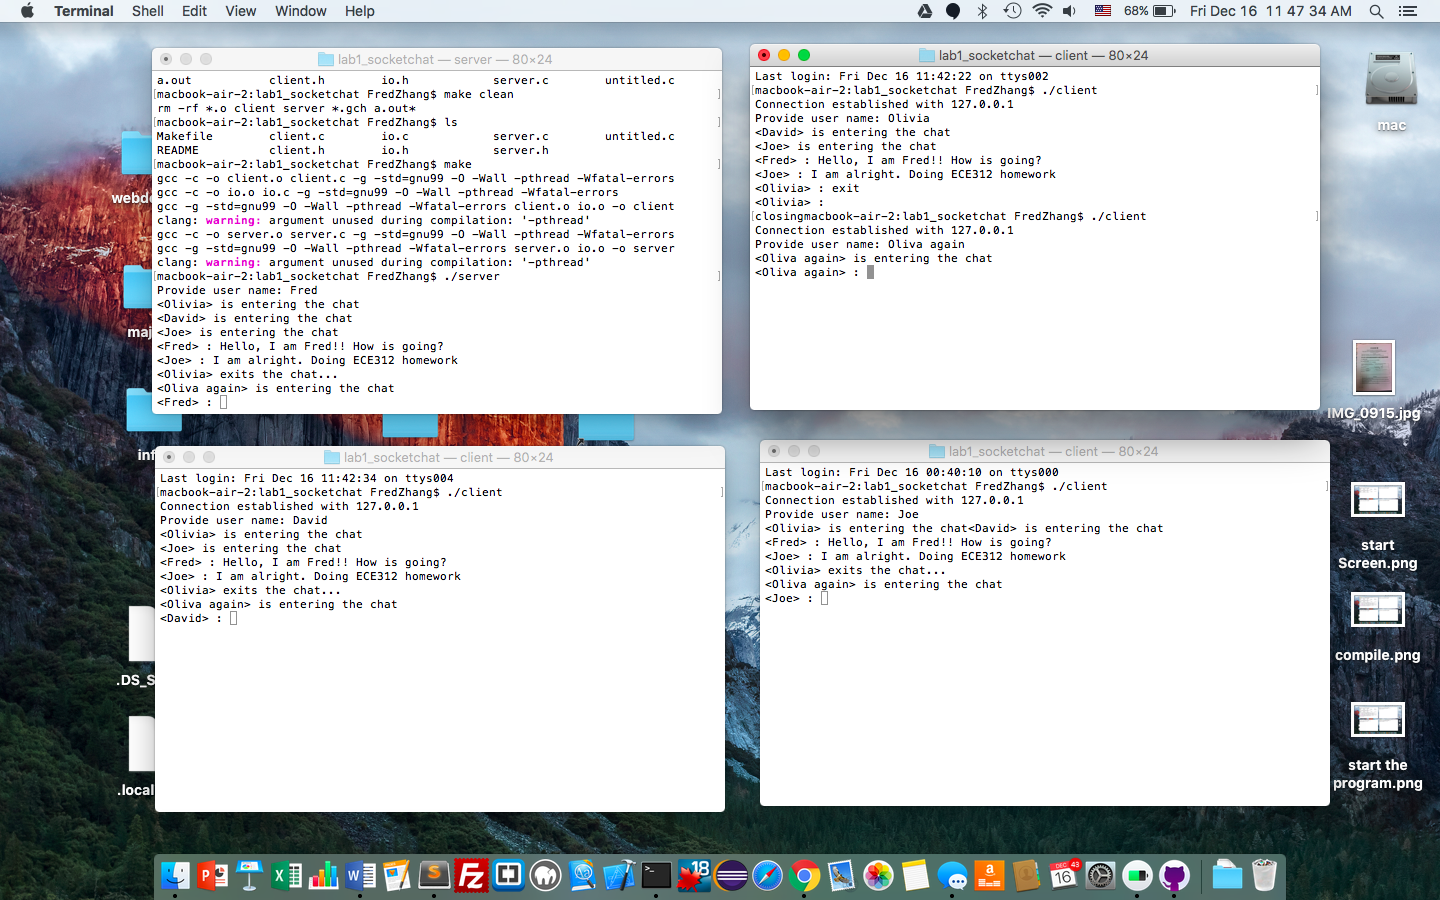 Terminal Shell Edit View Window Help 68% Fri Dec 16 11 47 34 AM
lab1_socketchat — server — 80×24
a.out client.h io.h server.c untitled.c
[macbook-air-2:lab1_socketchat FredZhang$ make clean ]
rm -rf *.o client server *.gch a.out*
[macbook-air-2:lab1_socketchat FredZhang$ ls ]
Makefile client.c io.c server.c untitled.c
README client.h io.h server.h
[macbook-air-2:lab1_socketchat FredZhang$ make ]
gcc -c -o client.o client.c -g -std=gnu99 -O -Wall -pthread -Wfatal-errors
gcc -c -o io.o io.c -g -std=gnu99 -O -Wall -pthread -Wfatal-errors
gcc -g -std=gnu99 -O -Wall -pthread -Wfatal-errors client.o io.o -o client
clang: warning: argument unused during compilation: '-pthread'
gcc -c -o server.o server.c -g -std=gnu99 -O -Wall -pthread -Wfatal-errors
gcc -g -std=gnu99 -O -Wall -pthread -Wfatal-errors server.o io.o -o server
clang: warning: argument unused during compilation: '-pthread'
[macbook-air-2:lab1_socketchat FredZhang$ ./server ]
Provide user name: Fred
<Olivia> is entering the chat
<David> is entering the chat
<Joe> is entering the chat
<Fred> : Hello, I am Fred!! How is going?
<Joe> : I am alright. Doing ECE312 homework
<Olivia> exits the chat...
<Oliva again> is entering the chat
<Fred> :
lab1_socketchat — client — 80×24
Last login: Fri Dec 16 11:42:22 on ttys002
[macbook-air-2:lab1_socketchat FredZhang$ ./client ]
Connection established with 127.0.0.1
Provide user name: Olivia
<David> is entering the chat
<Joe> is entering the chat
<Fred> : Hello, I am Fred!! How is going?
<Joe> : I am alright. Doing ECE312 homework
<Olivia> : exit
<Olivia> :
[closingmacbook-air-2:lab1_socketchat FredZhang$ ./client ]
Connection established with 127.0.0.1
Provide user name: Oliva again
<Oliva again> is entering the chat
<Oliva again> :
lab1_socketchat — client — 80×24
Last login: Fri Dec 16 11:42:34 on ttys004
[macbook-air-2:lab1_socketchat FredZhang$ ./client ]
Connection established with 127.0.0.1
Provide user name: David
<Olivia> is entering the chat
<Joe> is entering the chat
<Fred> : Hello, I am Fred!! How is going?
<Joe> : I am alright. Doing ECE312 homework
<Olivia> exits the chat...
<Oliva again> is entering the chat
<David> :
lab1_socketchat — client — 80×24
Last login: Fri Dec 16 00:40:10 on ttys000
[macbook-air-2:lab1_socketchat FredZhang$ ./client ]
Connection established with 127.0.0.1
Provide user name: Joe
<Olivia> is entering the chat<David> is entering the chat
<Fred> : Hello, I am Fred!! How is going?
<Joe> : I am alright. Doing ECE312 homework
<Olivia> exits the chat...
<Oliva again> is entering the chat
<Joe> :
webde
maj
inf
.DS_S
.local
mac
IMG_0915.jpg
start
Screen.png
compile.png
start the
program.png
18
DEC
16
43